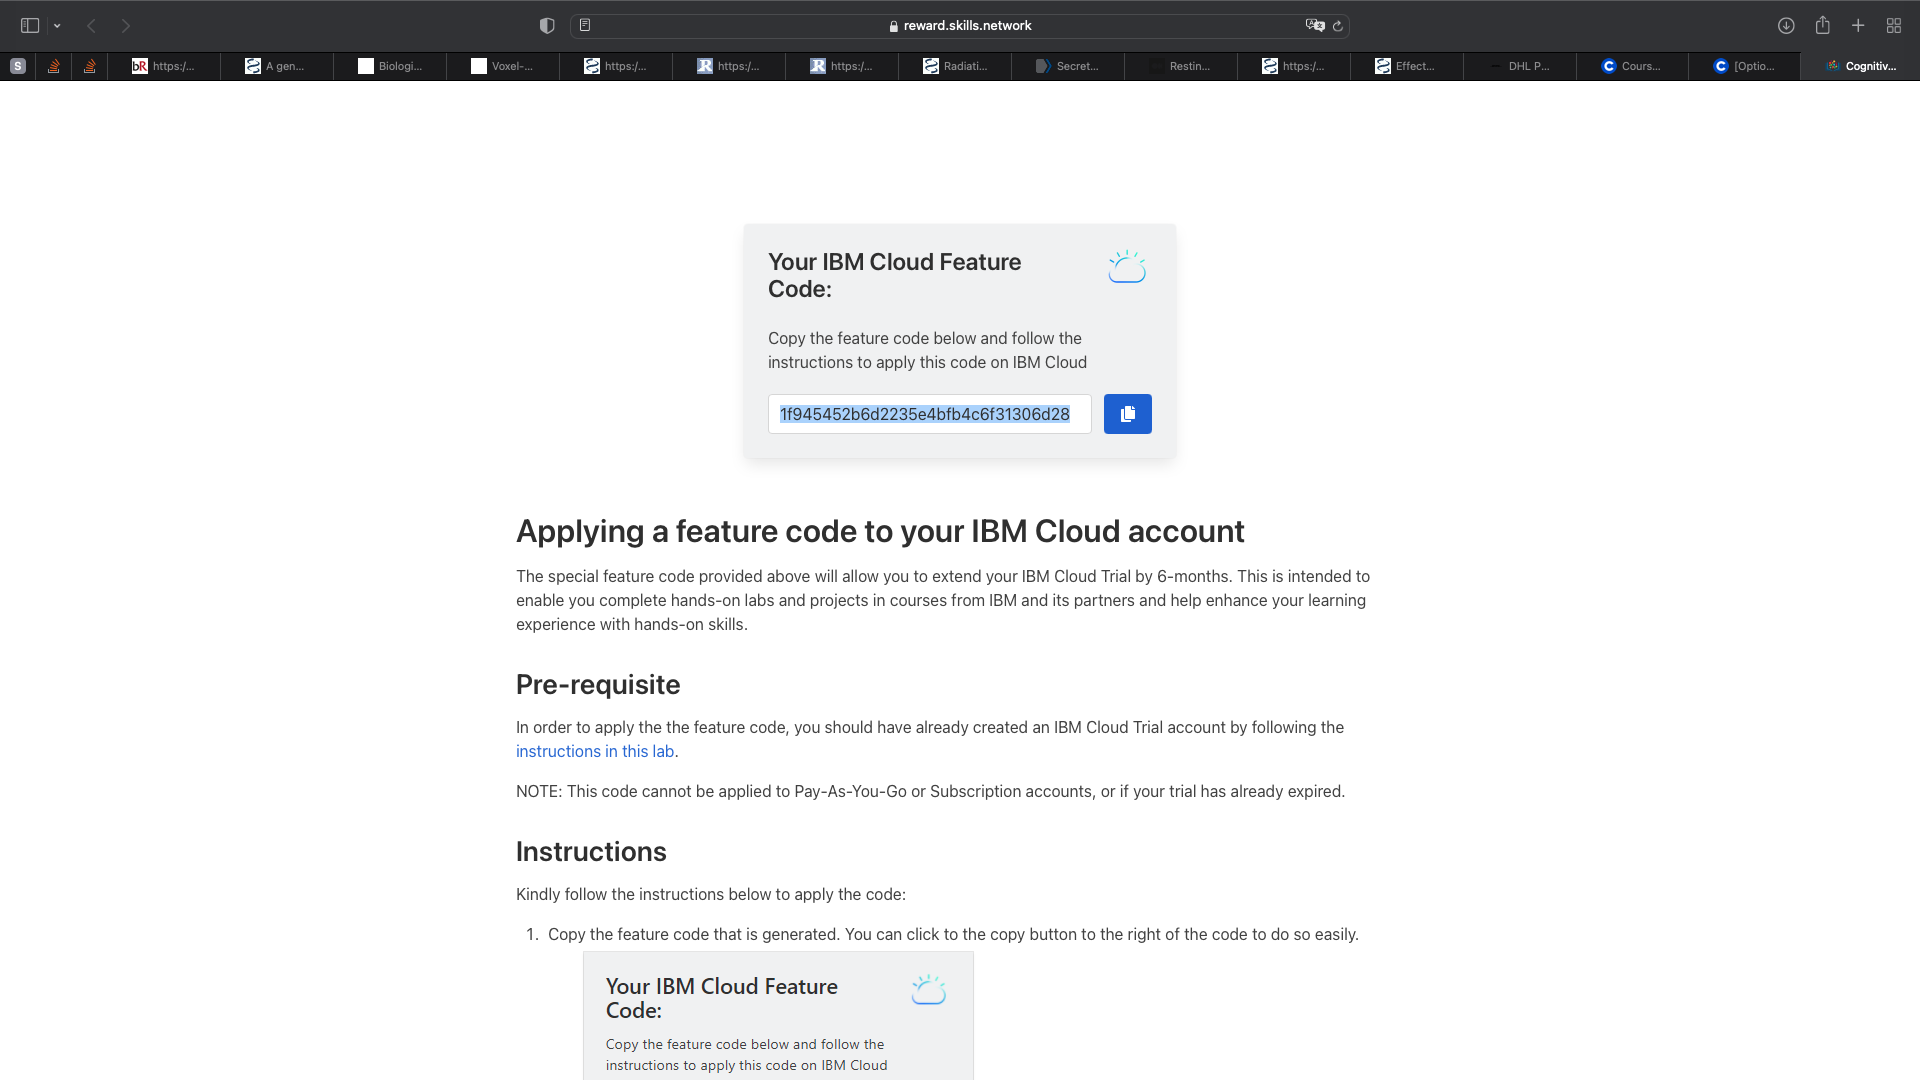 reward.skills.network
S
bR https:/...
A gen...
Biologi...
Voxel-...
https:/...
R https:/...
R https:/...
Radiati...
Secret...
Restin...
https:/...
Effect...
DHL P...
C Cours...
C [Optio...
Cognitiv...
Your IBM Cloud Feature
Code:
Copy the feature code below and follow the
instructions to apply this code on IBM Cloud
1f945452b6d2235e4bfb4c6f31306d28
Applying a feature code to your IBM Cloud account
The special feature code provided above will allow you to extend your IBM Cloud Trial by 6-months. This is intended to
enable you complete hands-on labs and projects in courses from IBM and its partners and help enhance your learning
experience with hands-on skills.
Pre-requisite
In order to apply the the feature code, you should have already created an IBM Cloud Trial account by following the
instructions in this lab.
NOTE: This code cannot be applied to Pay-As-You-Go or Subscription accounts, or if your trial has already expired.
Instructions
Kindly follow the instructions below to apply the code:
1. Copy the feature code that is generated. You can click to the copy button to the right of the code to do so easily.
Your IBM Cloud Feature
Code:
Copy the feature code below and follow the
instructions to apply this code on IBM Cloud